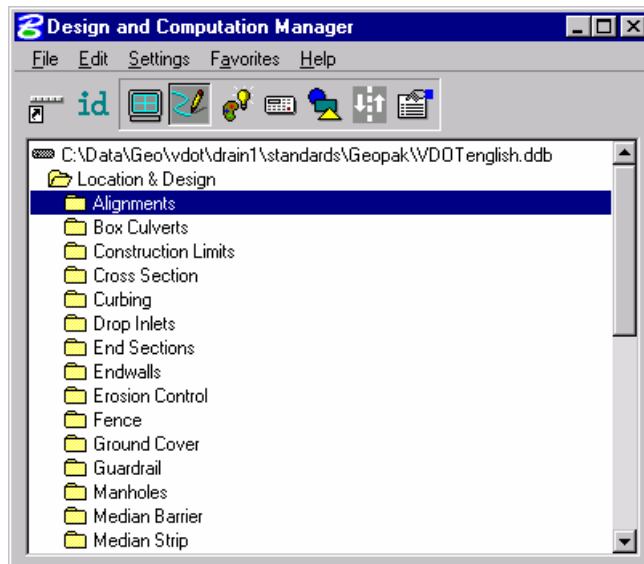 Design and Computation Manager
File Edit Settings Favorites Help
id
C:\Data\Geo\vdot\drain1\standards\Geopak\VDOTenglish.ddb
Location & Design
Alignments
Box Culverts
Construction Limits
Cross Section
Curbing
Drop Inlets
End Sections
Endwalls
Erosion Control
Fence
Ground Cover
Guardrail
Manholes
Median Barrier
Median Strip